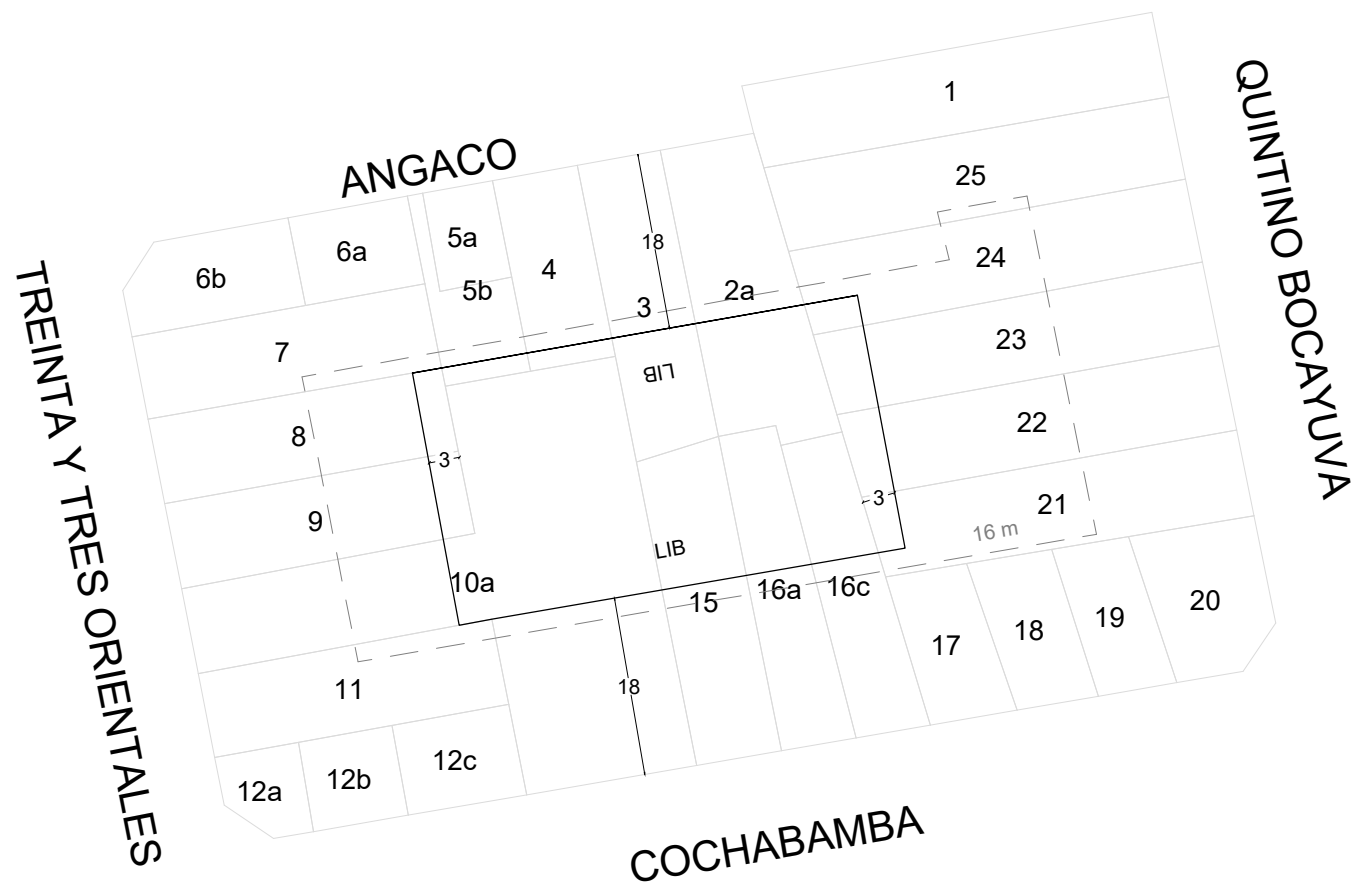 1
QUINTINO BOCAYUVA
ANGACO
25
5a
18
6a
24
6b
4
5b
2a
3
23
7
LIB
22
8
3
3
21
9
16 m
LIB
10a
16a
16c
15
20
19
18
17
11
18
12c
12b
12a
TREINTA Y TRES ORIENTALES
COCHABAMBA